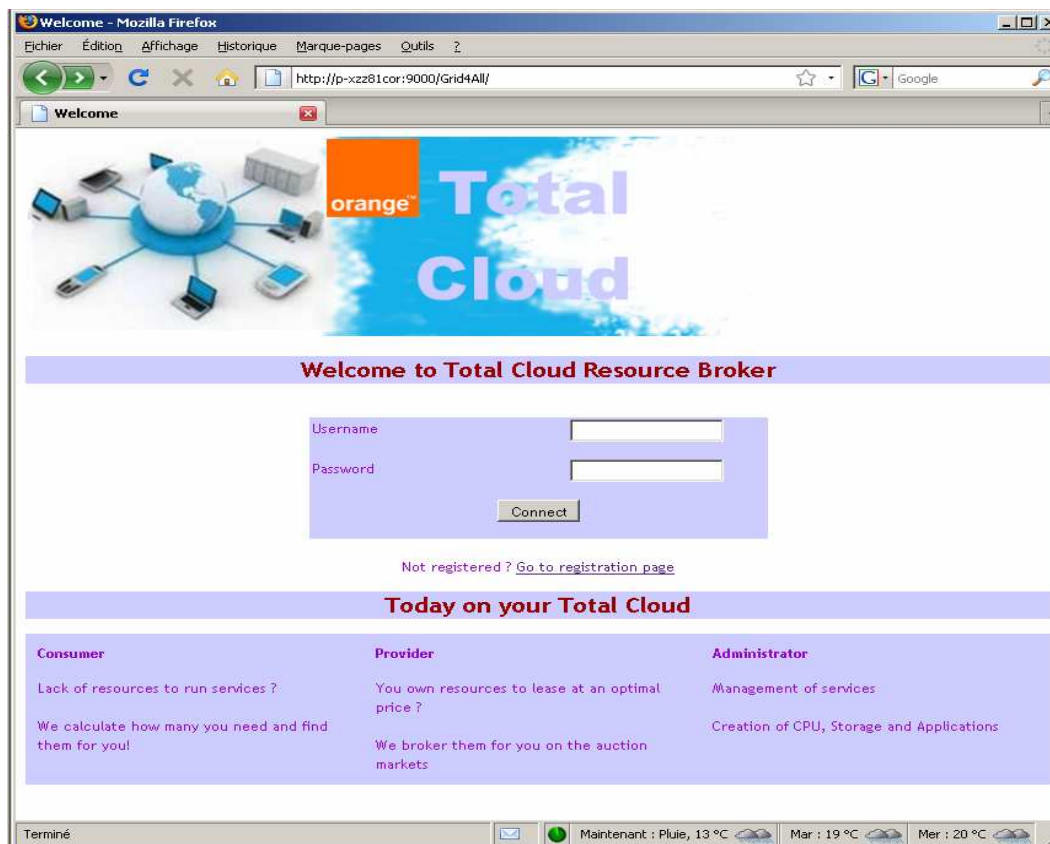 Welcome - Mozilla Firefox
Fichier Édition Affichage Historique Marque-pages Outils ?
http://p-xzz81cor:9000/Grid4All/
G Google
Welcome
orange™ Total
Cloud
Welcome to Total Cloud Resource Broker
Username
Password
Connect
Not registered ? Go to registration page
Today on your Total Cloud
Consumer
Lack of resources to run services ?
We calculate how many you need and find
them for you!
Provider
You own resources to lease at an optimal
price ?
We broker them for you on the auction
markets
Administrator
Management of services
Creation of CPU, Storage and Applications
Terminé
Maintenant : Pluie, 13 °C
Mar : 19 °C
Mer : 20 °C